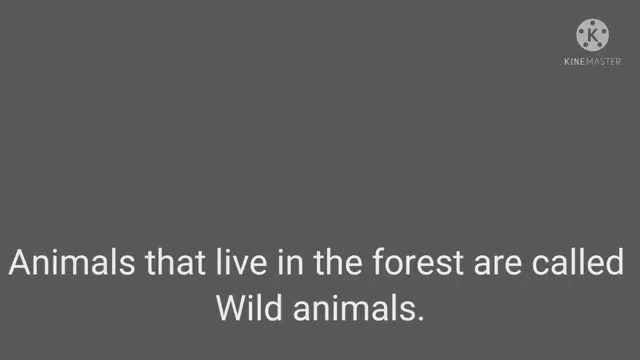 KINEMASTER
Animals that live in the forest are called
Wild animals.